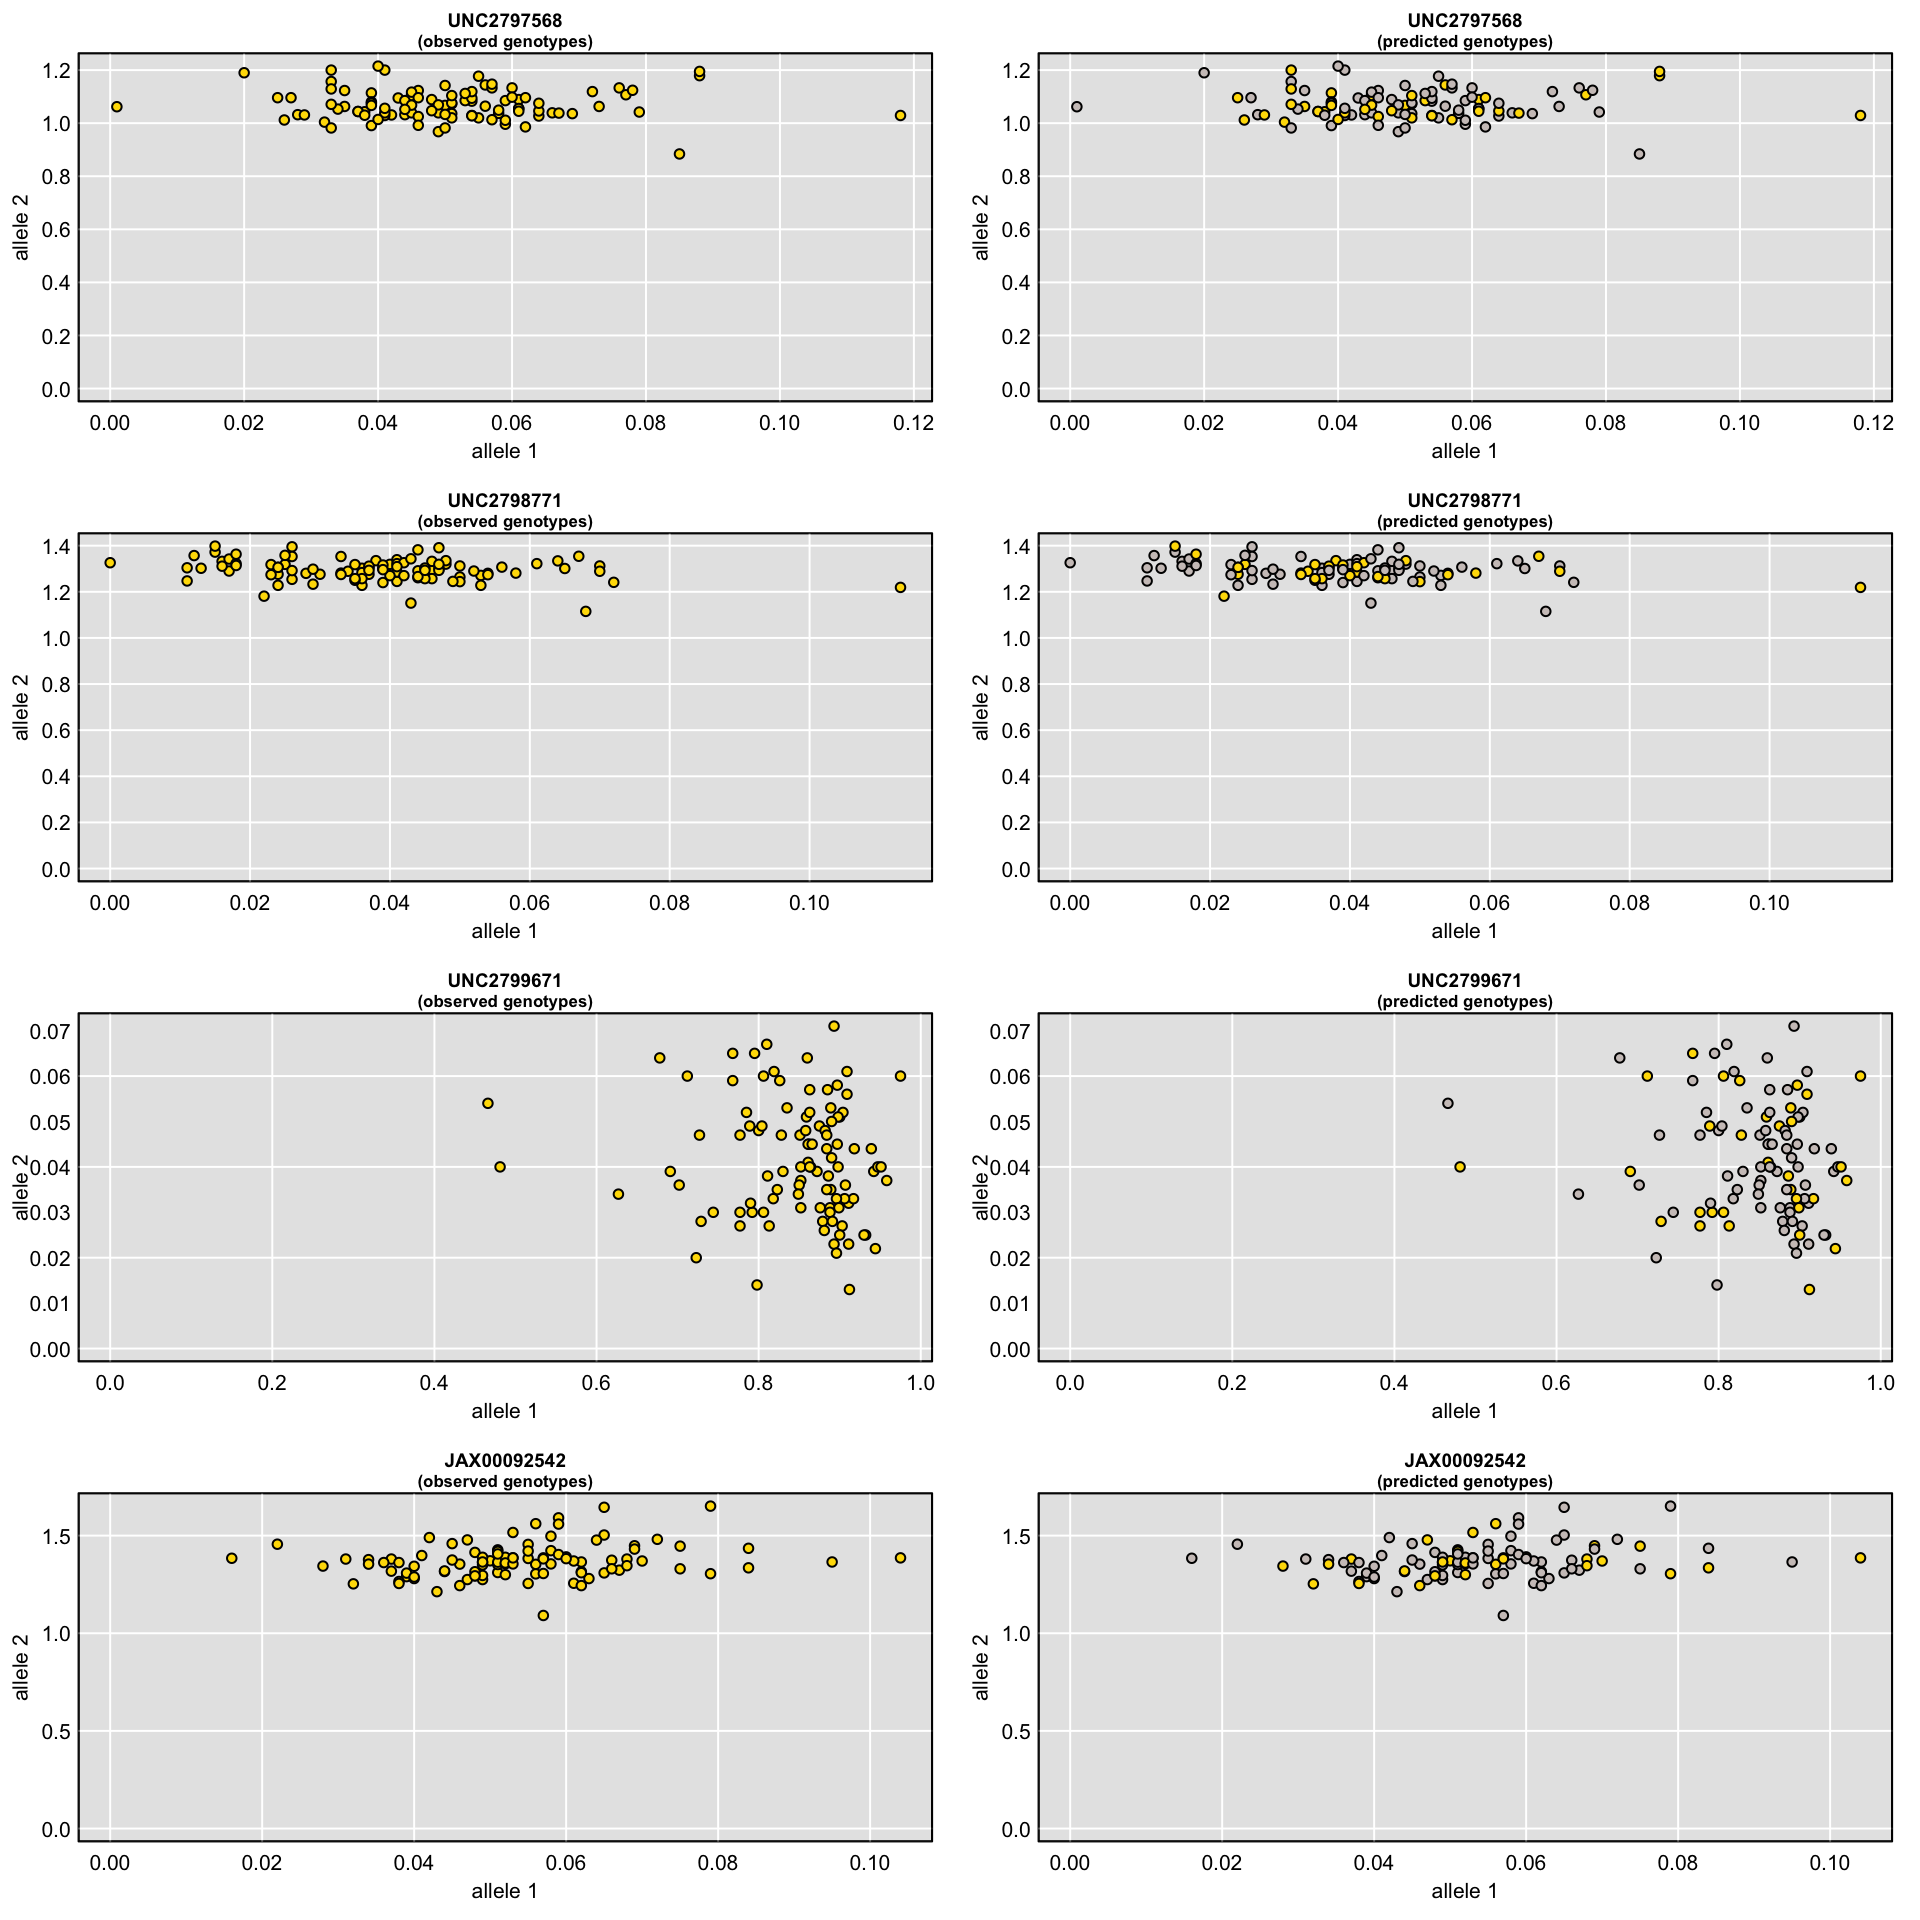 UNC2797568
(observed genotypes)
1.2
1.0
0.8
0.6
0.4
0.2
0.0
allele 2
0.00 0.02 0.04 0.06 0.08 0.10 0.12
allele 1
UNC2797568
(predicted genotypes)
1.2
1.0
0.8
0.6
0.4
0.2
0.0
allele 2
0.00 0.02 0.04 0.06 0.08 0.10 0.12
allele 1
UNC2798771
(observed genotypes)
1.4
1.2
1.0
0.8
0.6
0.4
0.2
0.0
allele 2
0.00 0.02 0.04 0.06 0.08 0.10
allele 1
UNC2798771
(predicted genotypes)
1.4
1.2
1.0
0.8
0.6
0.4
0.2
0.0
allele 2
0.00 0.02 0.04 0.06 0.08 0.10
allele 1
UNC2799671
(observed genotypes)
0.07
0.06
0.05
0.04
0.03
0.02
0.01
0.00
allele 2
0.0 0.2 0.4 0.6 0.8 1.0
allele 1
UNC2799671
(predicted genotypes)
0.07
0.06
0.05
0.04
0.03
0.02
0.01
0.00
allele 2
0.0 0.2 0.4 0.6 0.8 1.0
allele 1
JAX00092542
(observed genotypes)
1.5
1.0
0.5
0.0
allele 2
0.00 0.02 0.04 0.06 0.08 0.10
allele 1
JAX00092542
(predicted genotypes)
1.5
1.0
0.5
0.0
allele 2
0.00 0.02 0.04 0.06 0.08 0.10
allele 1